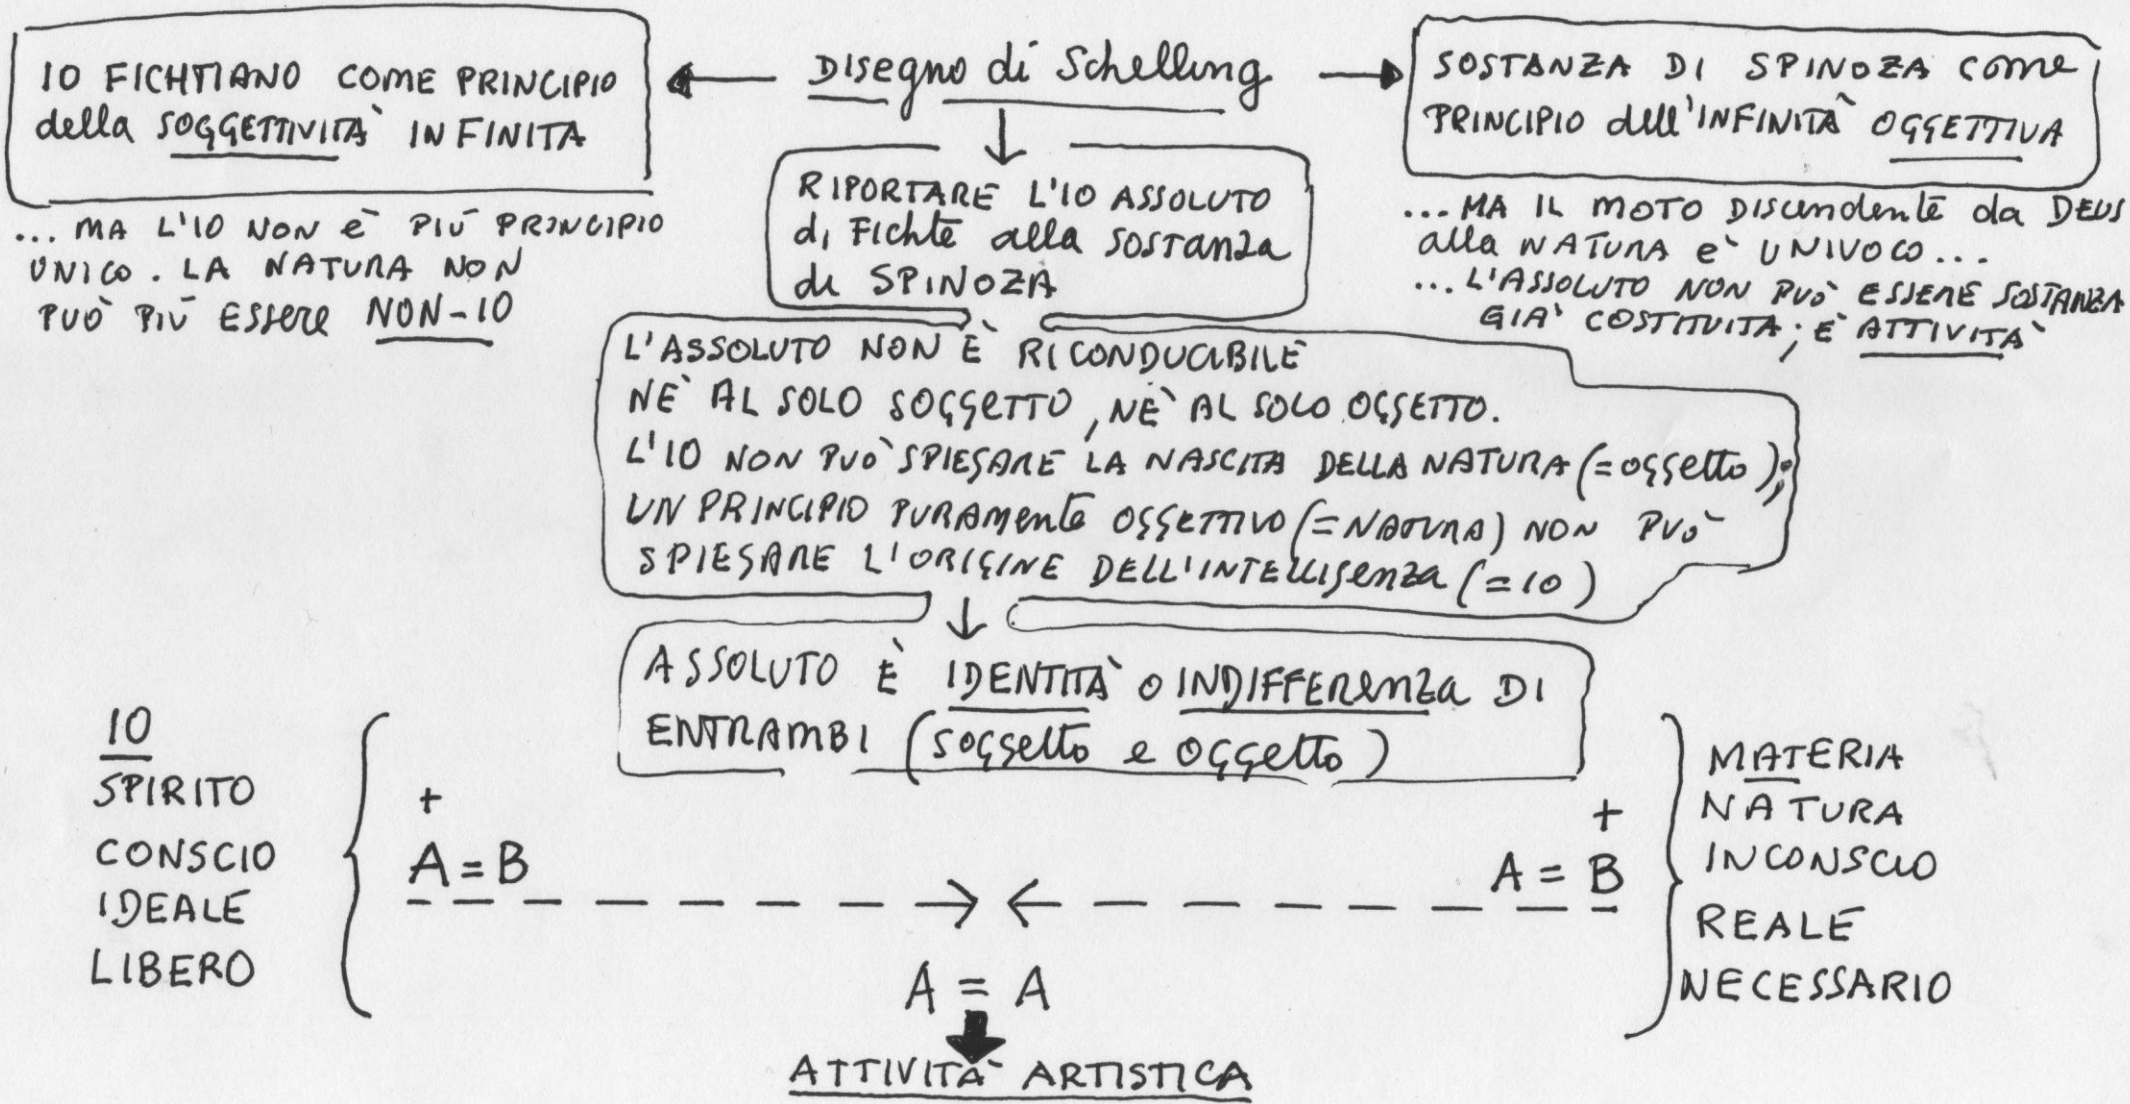 Disegno di Schelling
IO FICHTIANO COME PRINCIPIO
della SOGGETTIVITÀ INFINITA
... MA L'IO NON è PIÙ PRINCIPIO
UNICO. LA NATURA NON
PUÒ PIÙ ESSERE NON-IO
SOSTANZA DI SPINOZA COME
PRINCIPIO dell'INFINITÀ OGGETTIVA
... MA IL MOTO DISCENDENTE da DEUS
alla NATURA è UNIVOCO...
... L'ASSOLUTO NON PUÒ ESSERE SOSTANZA
GIÀ COSTITUITA; È ATTIVITÀ
RIPORTARE L'IO ASSOLUTO
di Fichte alla SOSTANZA
di SPINOZA
L'ASSOLUTO NON È RICONDUCIBILE
NÈ AL SOLO SOGGETTO, NÈ AL SOLO OGGETTO.
L'IO NON PUÒ SPIEGARE LA NASCITA DELLA NATURA (=oggetto);
UN PRINCIPIO PURAMENTE OGGETTIVO (=NATURA) NON PUÒ
SPIEGARE L'ORIGINE DELL'INTELLIGENZA (=IO)
ASSOLUTO È IDENTITÀ O INDIFFERENZA DI
ENTRAMBI (soggetto e oggetto)
IO
SPIRITO
CONSCIO
IDEALE
LIBERO
+
A = B
+
A = B
MATERIA
NATURA
INCONSCIO
REALE
NECESSARIO
A = A
ATTIVITÀ ARTISTICA